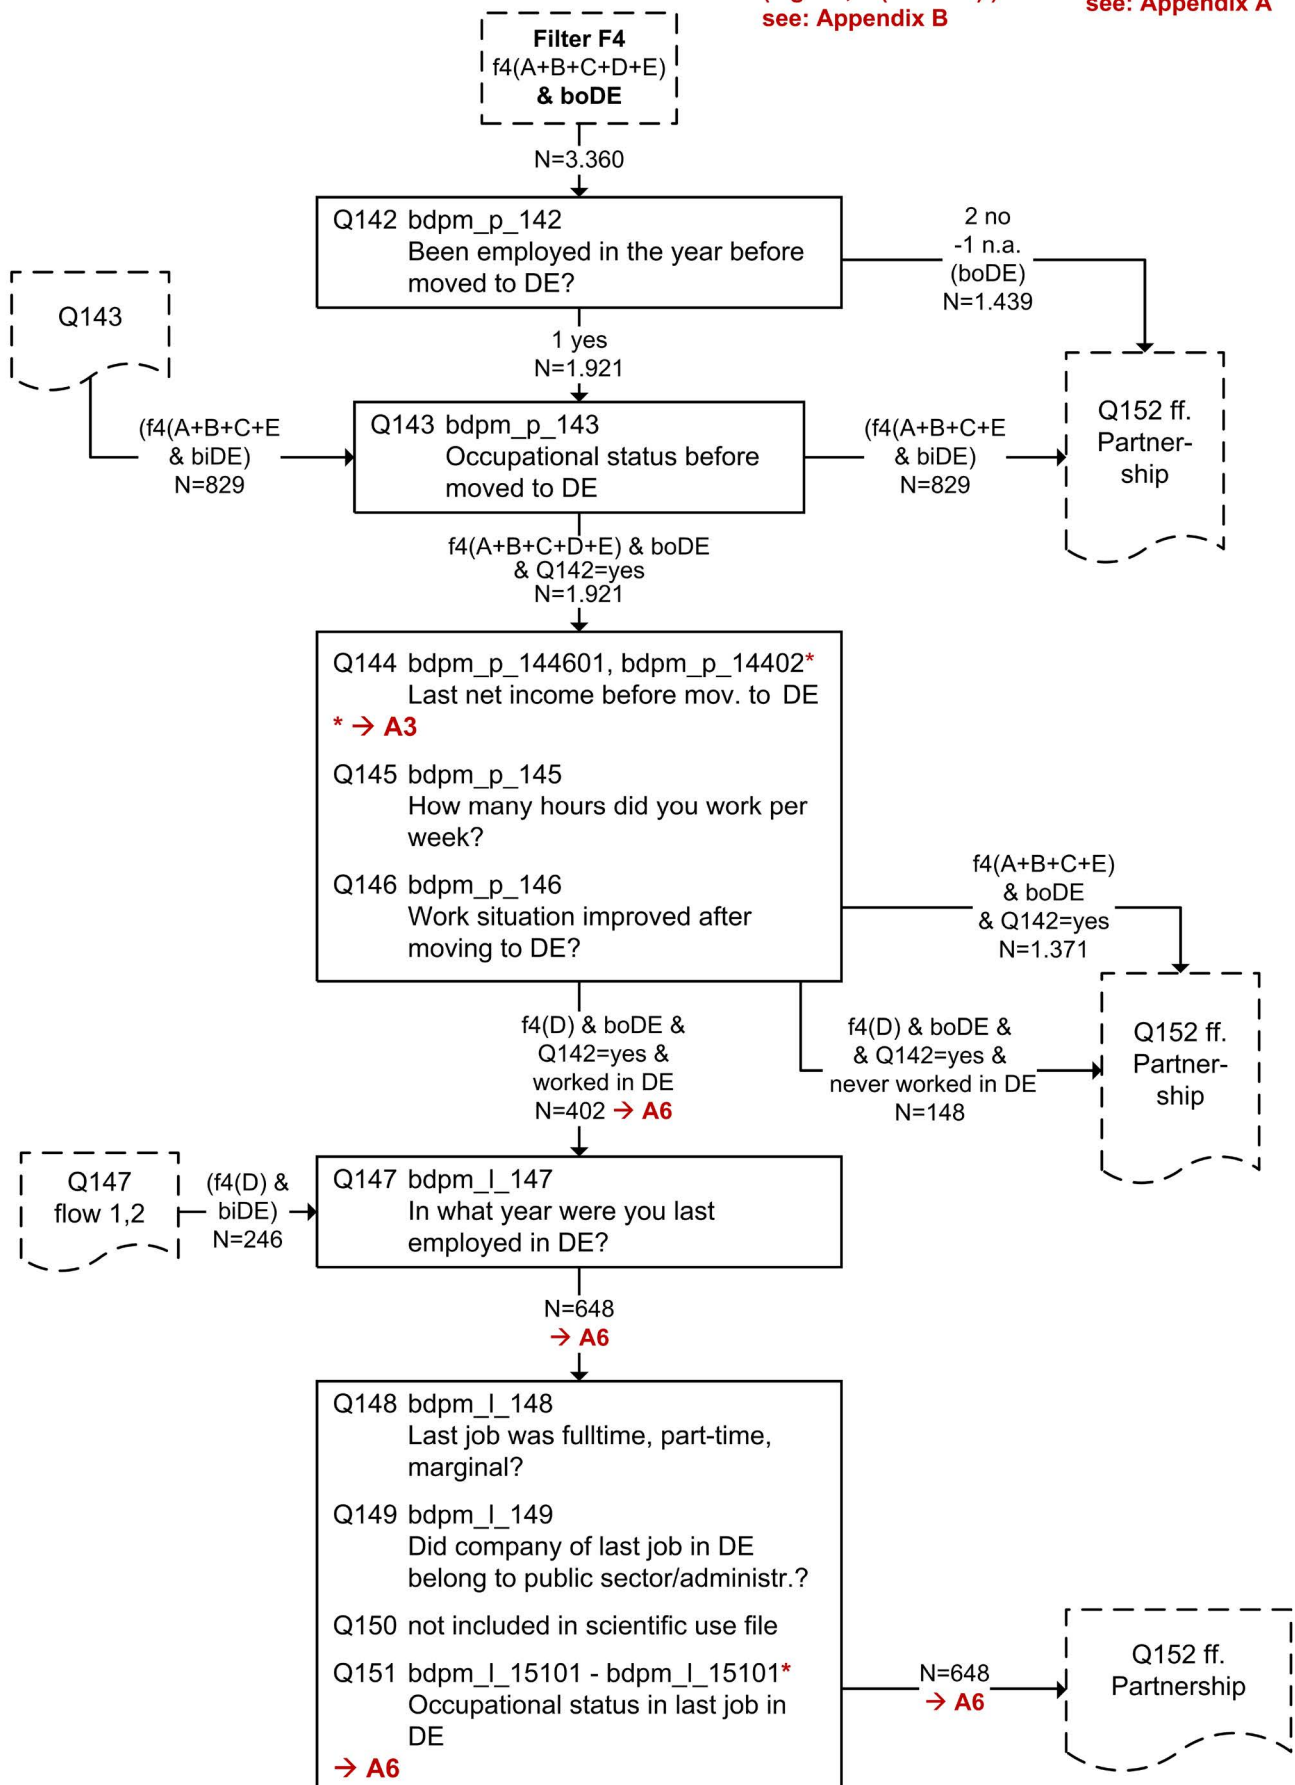 see: Appendix B
see: Appendix A
Filter F4
f4(A+B+C+D+E)
& boDE
N=3.360
Q142 bdpm_p_142
Been employed in the year before
moved to DE?
2 no
-1 n.a.
(boDE)
N=1.439
Q143
1 yes
N=1.921
Q152 ff.
Partner-
ship
(f4(A+B+C+E
& biDE)
N=829
Q143 bdpm_p_143
Occupational status before
moved to DE
(f4(A+B+C+E
& biDE)
N=829
f4(A+B+C+D+E) & boDE
& Q142=yes
N=1.921
Q144 bdpm_p_144601, bdpm_p_14402*
Last net income before mov. to DE
* → A3
Q145 bdpm_p_145
How many hours did you work per
week?
Q146 bdpm_p_146
Work situation improved after
moving to DE?
f4(A+B+C+E)
& boDE
& Q142=yes
N=1.371
f4(D) & boDE &
Q142=yes &
worked in DE
N=402 → A6
f4(D) & boDE &
& Q142=yes &
never worked in DE
N=148
Q152 ff.
Partner-
ship
Q147
flow 1,2
(f4(D) &
biDE)
N=246
Q147 bdpm_l_147
In what year were you last
employed in DE?
N=648
→ A6
Q148 bdpm_l_148
Last job was fulltime, part-time,
marginal?
Q149 bdpm_l_149
Did company of last job in DE
belong to public sector/administr.?
Q150 not included in scientific use file
Q151 bdpm_l_15101 - bdpm_l_15101*
Occupational status in last job in
DE
→ A6
N=648
→ A6
Q152 ff.
Partnership